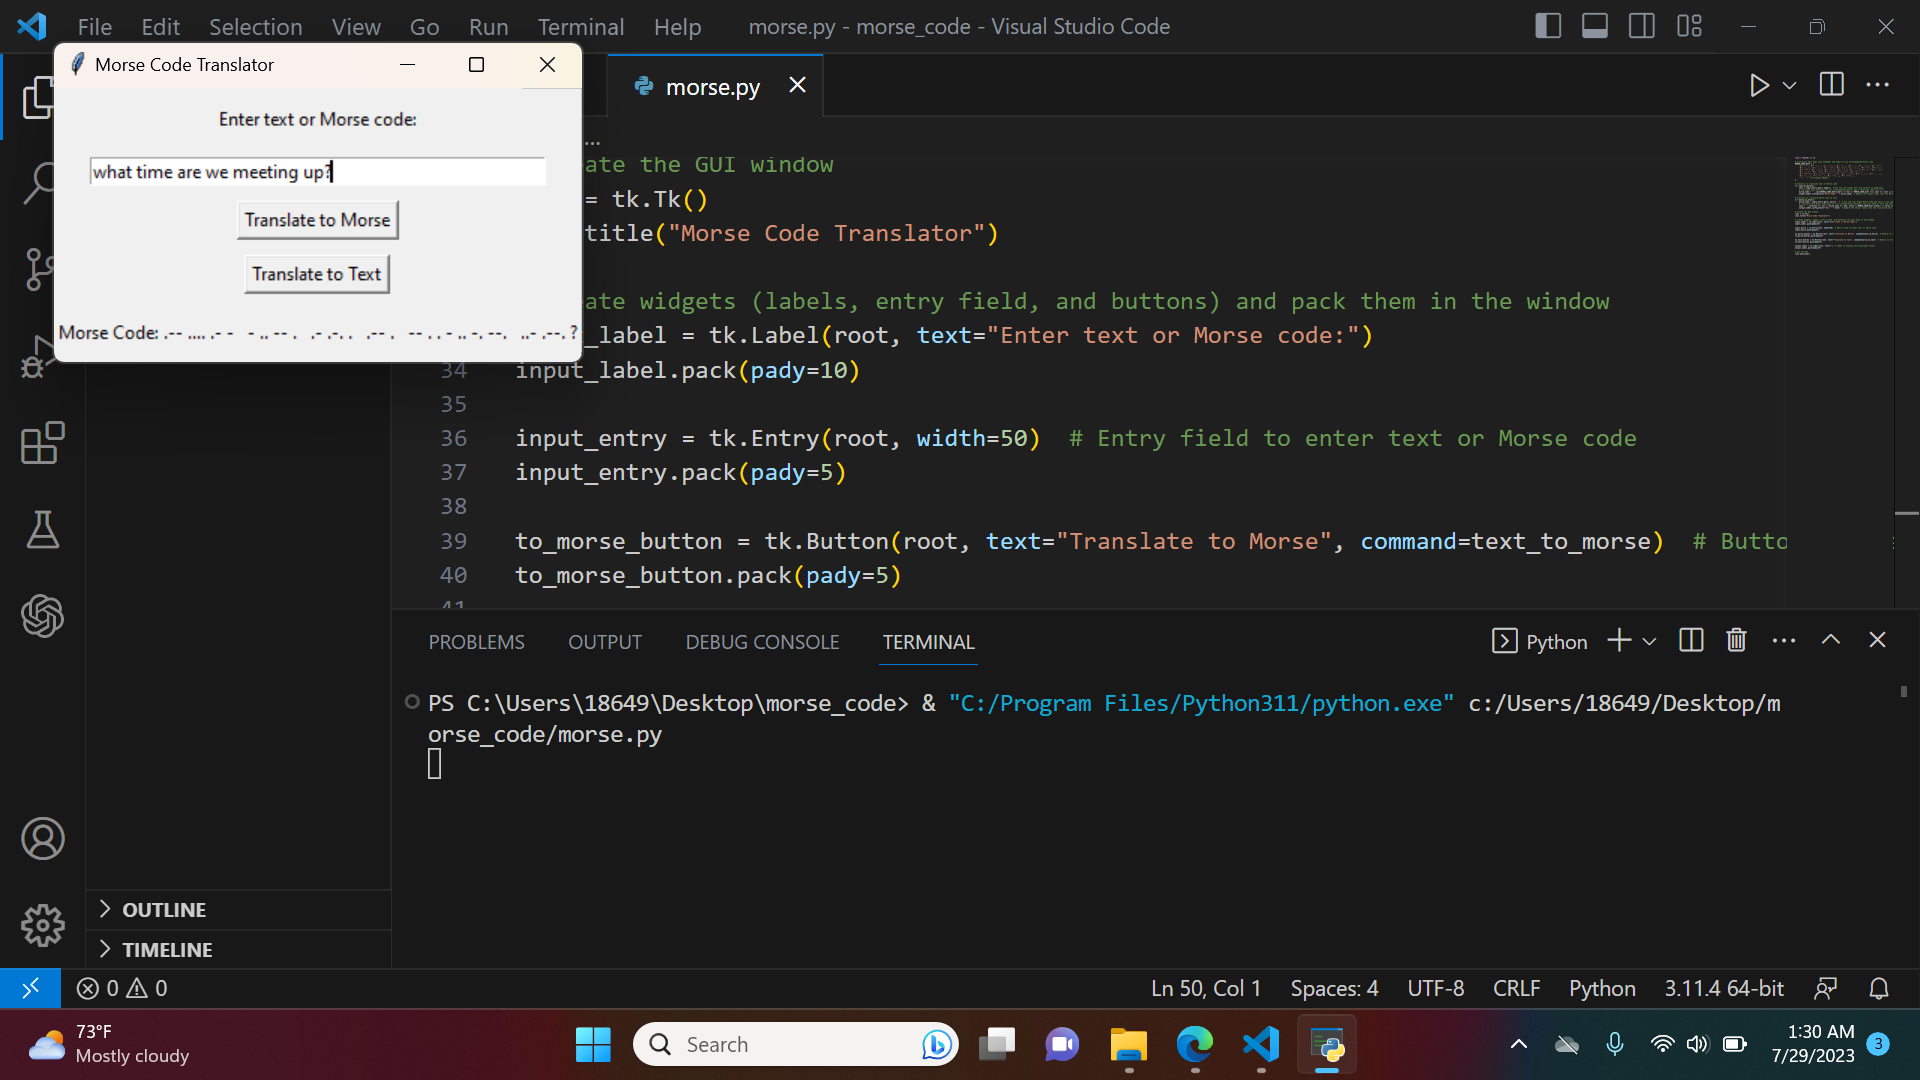 File Edit Selection View Go Run Terminal Help morse.py - morse_code - Visual Studio Code
Morse Code Translator
Enter text or Morse code:
what time are we meeting up?
Translate to Morse
Translate to Text
Morse Code: .-- .... .- -   - .. -- .   .- .-. .   .-- .   -- . . - .. -. --.   ..- .--. ?
morse.py
...
ate the GUI window
= tk.Tk()
title("Morse Code Translator")
ate widgets (labels, entry field, and buttons) and pack them in the window
_label = tk.Label(root, text="Enter text or Morse code:")
34 input_label.pack(pady=10)
35
36 input_entry = tk.Entry(root, width=50)  # Entry field to enter text or Morse code
37 input_entry.pack(pady=5)
38
39 to_morse_button = tk.Button(root, text="Translate to Morse", command=text_to_morse)  # Butto
40 to_morse_button.pack(pady=5)
41
PROBLEMS OUTPUT DEBUG CONSOLE TERMINAL Python
PS C:\Users\18649\Desktop\morse_code> & "C:/Program Files/Python311/python.exe" c:/Users/18649/Desktop/m
orse_code/morse.py
OUTLINE
TIMELINE
0 0 Ln 50, Col 1 Spaces: 4 UTF-8 CRLF Python 3.11.4 64-bit
73°F
Mostly cloudy
Search
1:30 AM
7/29/2023
3